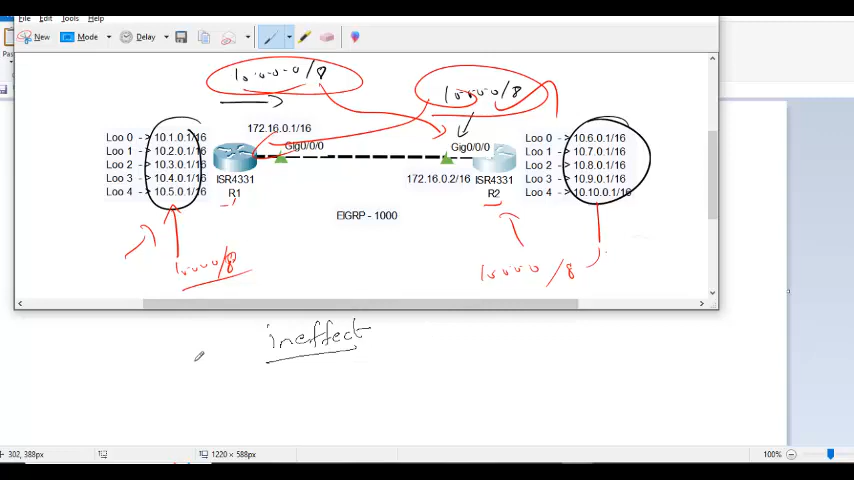 File Edit Tools Help
New Mode Delay
10.0.0.0/8
10.0.0.0/8
172.16.0.1/16
Gig0/0/0
Gig0/0/0
Loo 0 -> 10.1.0.1/16
Loo 1 -> 10.2.0.1/16
Loo 2 -> 10.3.0.1/16
Loo 3 -> 10.4.0.1/16
Loo 4 -> 10.5.0.1/16
ISR4331
R1
172.16.0.2/16
ISR4331
R2
Loo 0 -> 10.6.0.1/16
Loo 1 -> 10.7.0.1/16
Loo 2 -> 10.8.0.1/16
Loo 3 -> 10.9.0.1/16
Loo 4 -> 10.10.0.1/16
EIGRP - 1000
10.0.0.0/8
10.0.0.0/8
ineffect
302, 388px
1220 × 588px
100%